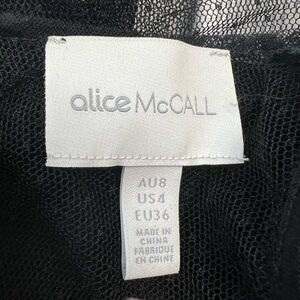 alice McCALL
AU8
US4
EU36
MADE IN
CHINA
FABRIQUÉ
EN CHINE